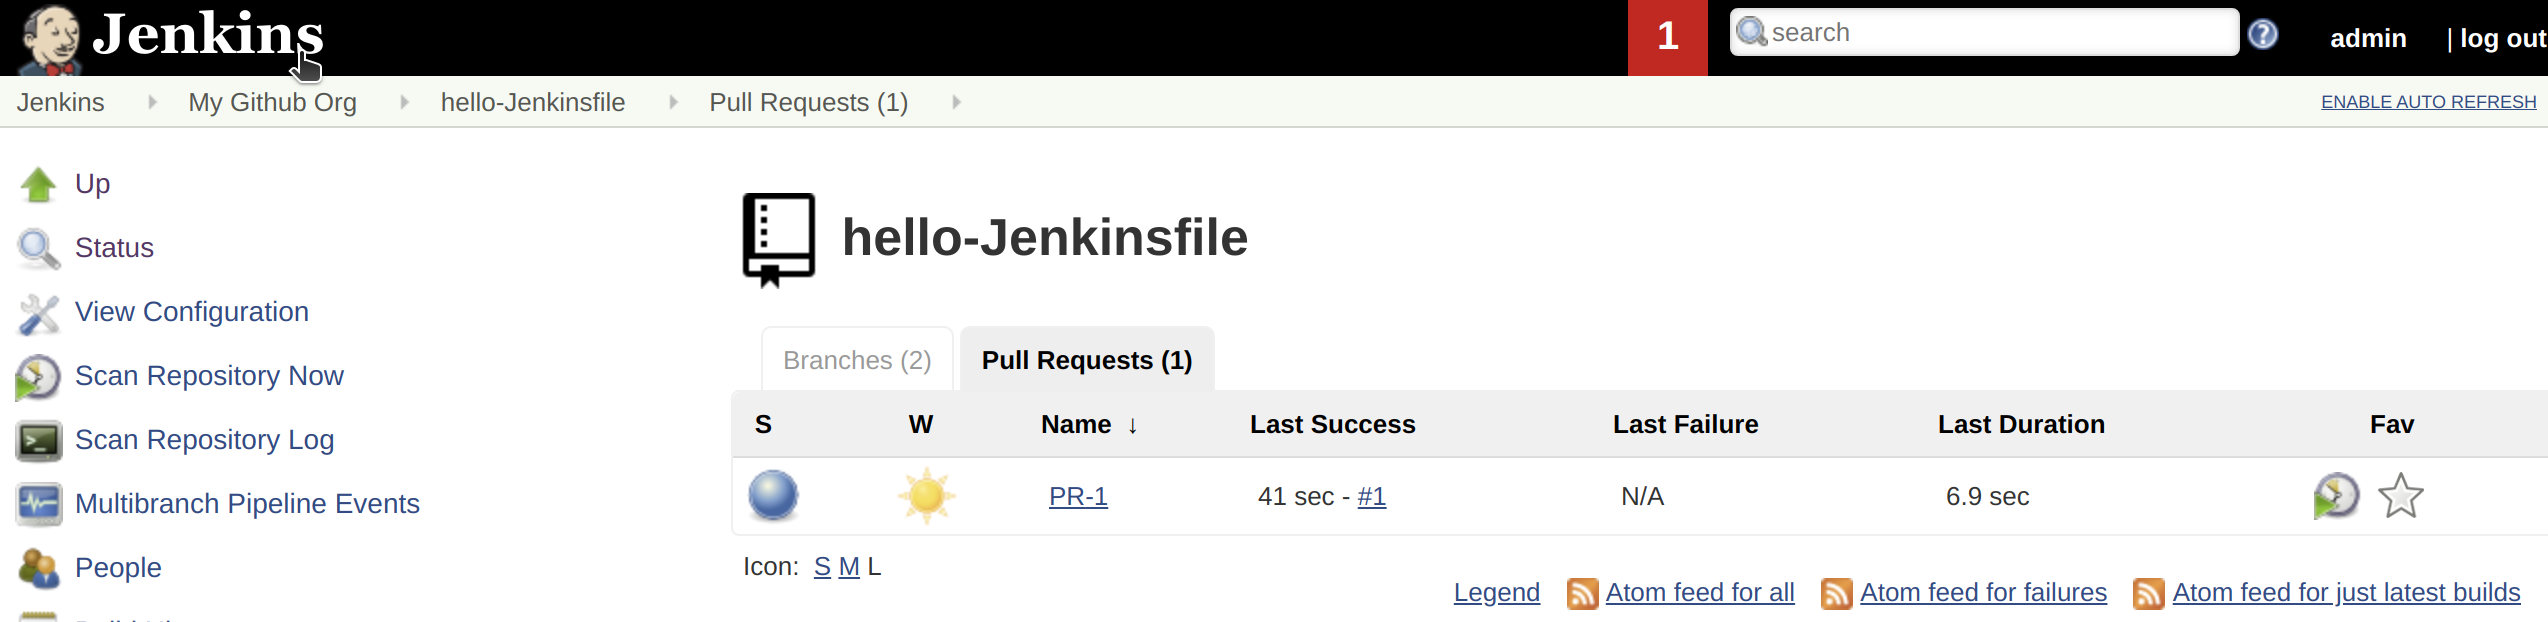 Jenkins
1
search
admin
| log out
Jenkins
My Github Org
hello-Jenkinsfile
Pull Requests (1)
ENABLE AUTO REFRESH
Up
Status
View Configuration
Scan Repository Now
Scan Repository Log
Multibranch Pipeline Events
People
hello-Jenkinsfile
Branches (2)
Pull Requests (1)
S W Name ↓ Last Success Last Failure Last Duration Fav
PR-1 41 sec - #1 N/A 6.9 sec
Icon: S M L
Legend Atom feed for all Atom feed for failures Atom feed for just latest builds